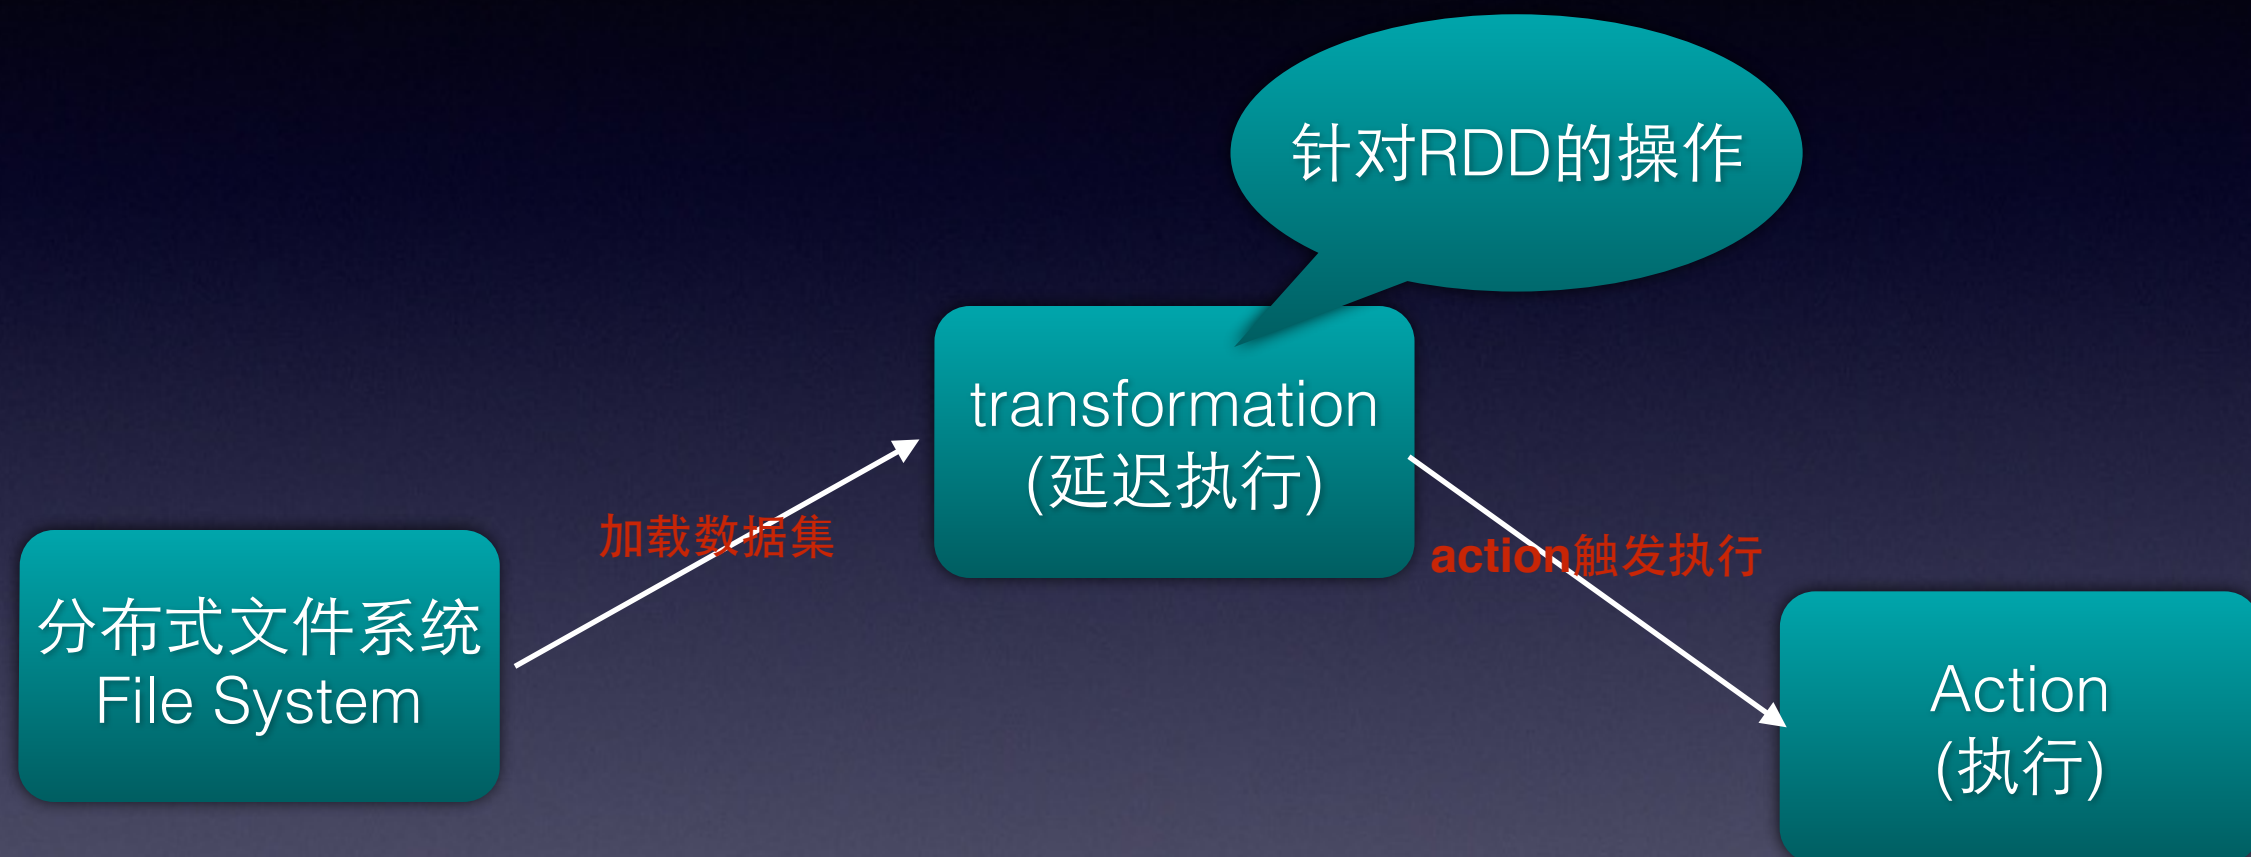 针对RDD的操作
transformation
(延迟执行)
加载数据集
action触发执行
分布式文件系统
File System
Action
(执行)